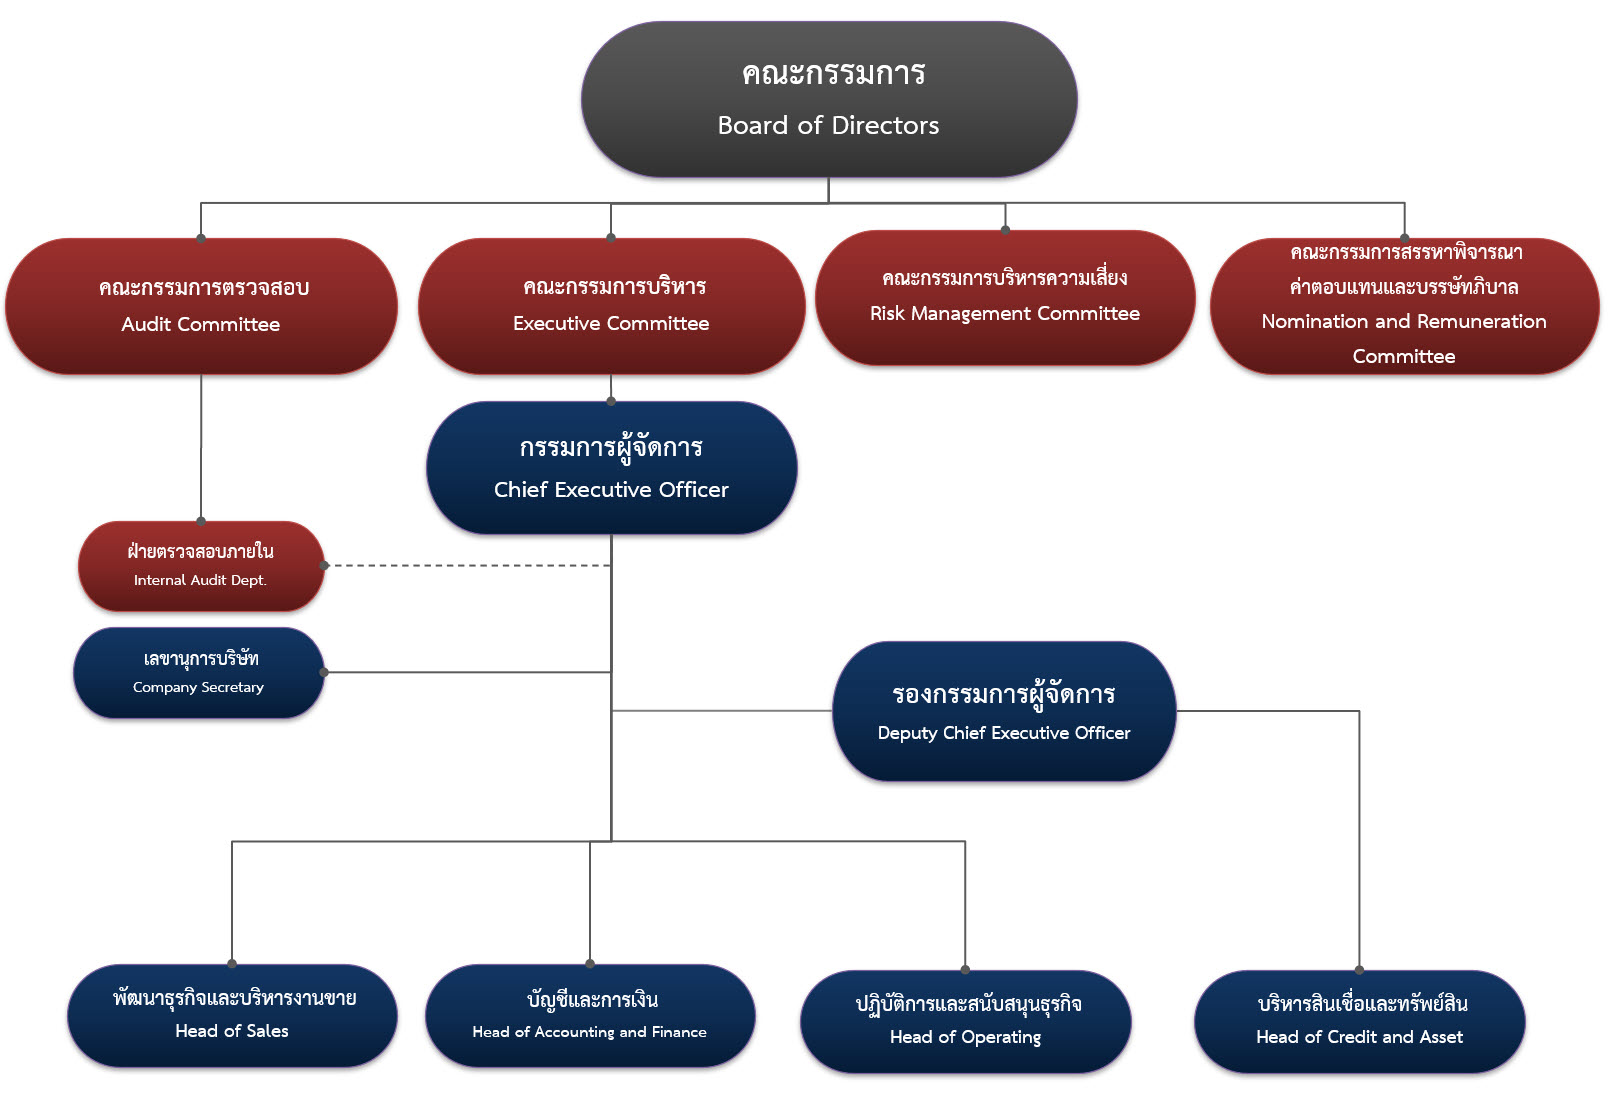 คณะกรรมการ
Board of Directors
คณะกรรมการตรวจสอบ
Audit Committee
คณะกรรมการบริหาร
Executive Committee
คณะกรรมการบริหารความเสี่ยง
Risk Management Committee
คณะกรรมการสรรหาพิจารณา
ค่าตอบแทนและบรรษัทภิบาล
Nomination and Remuneration
Committee
กรรมการผู้จัดการ
Chief Executive Officer
ฝ่ายตรวจสอบภายใน
Internal Audit Dept.
เลขานุการบริษัท
Company Secretary
รองกรรมการผู้จัดการ
Deputy Chief Executive Officer
พัฒนาธุรกิจและบริหารงานขาย
Head of Sales
บัญชีและการเงิน
Head of Accounting and Finance
ปฏิบัติการและสนับสนุนธุรกิจ
Head of Operating
บริหารสินเชื่อและทรัพย์สิน
Head of Credit and Asset